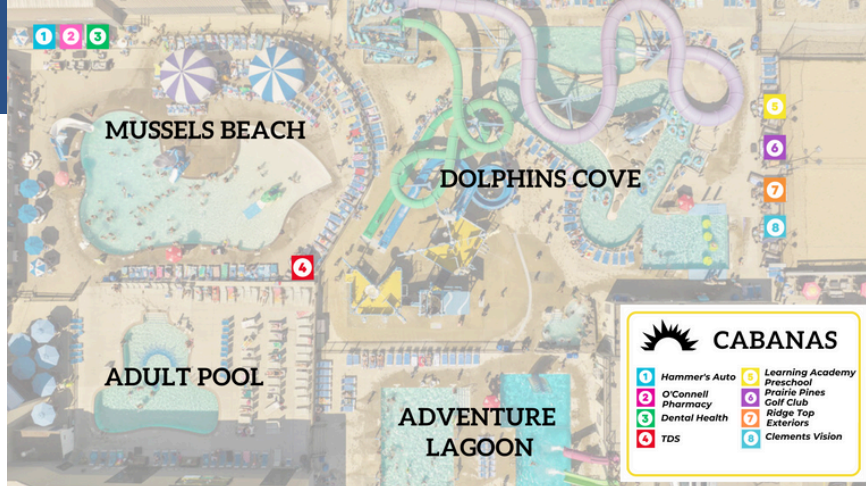 1 2 3
MUSSELS BEACH
5
6
DOLPHINS COVE
7
8
4
ADULT POOL
ADVENTURE
LAGOON
CABANAS
1 Hammer's Auto
2 O'Connell
Pharmacy
3 Dental Health
4 TDS
5 Learning Academy
Preschool
6 Prairie Pines
Golf Club
7 Ridge Top
Exteriors
8 Clements Vision